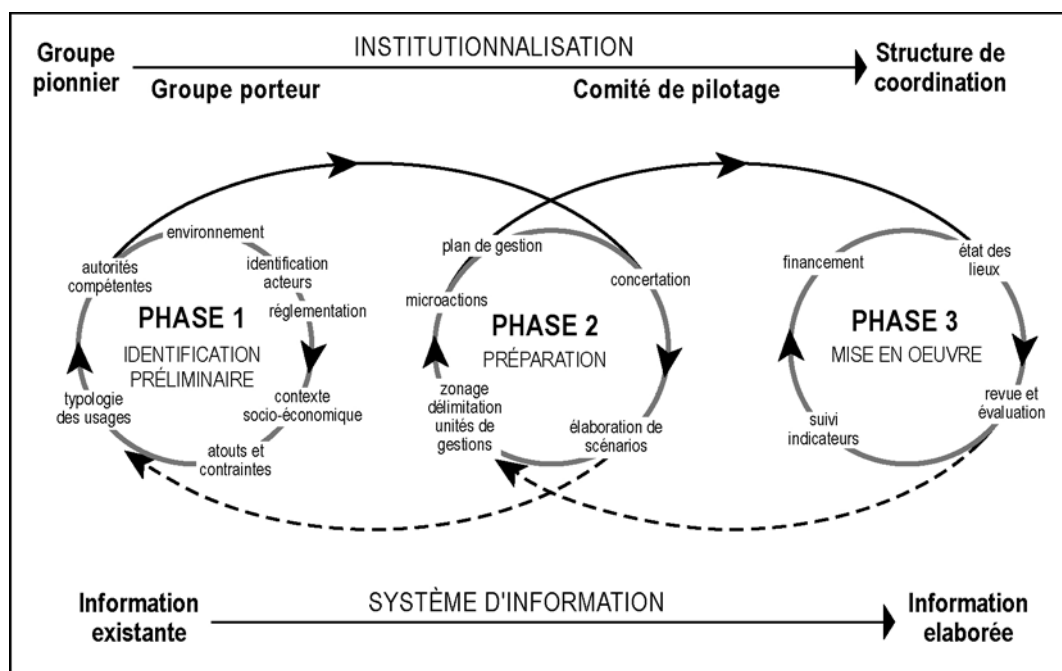 Groupe
pionnier
INSTITUTIONNALISATION
Structure de
coordination
Groupe porteur
Comité de pilotage
environnement
autorités
compétentes
identification
acteurs
réglementation
PHASE 1
IDENTIFICATION
PRÉLIMINAIRE
typologie
des usages
contexte
socio-économique
atouts et
contraintes
plan de gestion
concertation
microactions
PHASE 2
PRÉPARATION
zonage
délimitation
unités de
gestions
élaboration de
scénarios
financement
état des
lieux
PHASE 3
MISE EN OEUVRE
suivi
indicateurs
revue et
évaluation
Information
existante
SYSTÈME D'INFORMATION
Information
elaborée